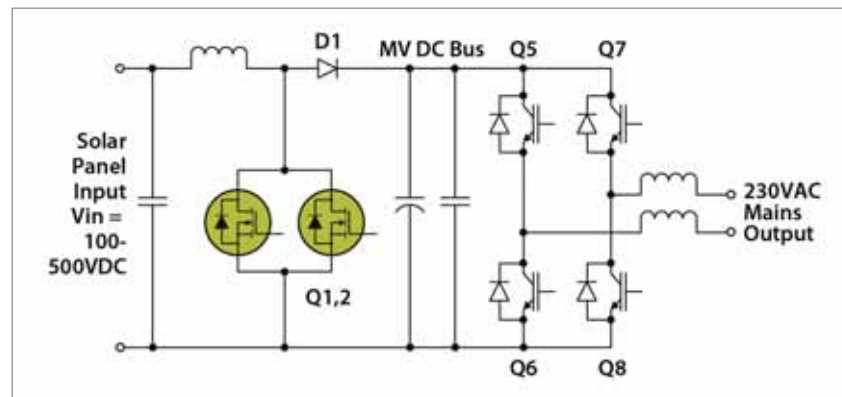 D1
MV DC Bus
Q5
Q7
Solar
Panel
Input
Vin =
100-
500VDC
230VAC
Mains
Output
Q1,2
Q6
Q8